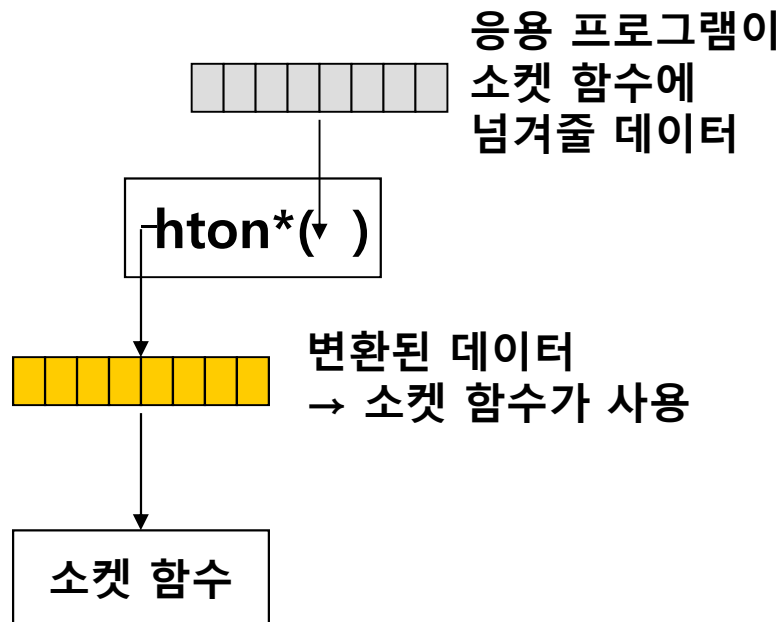 응용 프로그램이
소켓 함수에
넘겨줄 데이터
hton*( )
변환된 데이터
→ 소켓 함수가 사용
소켓 함수